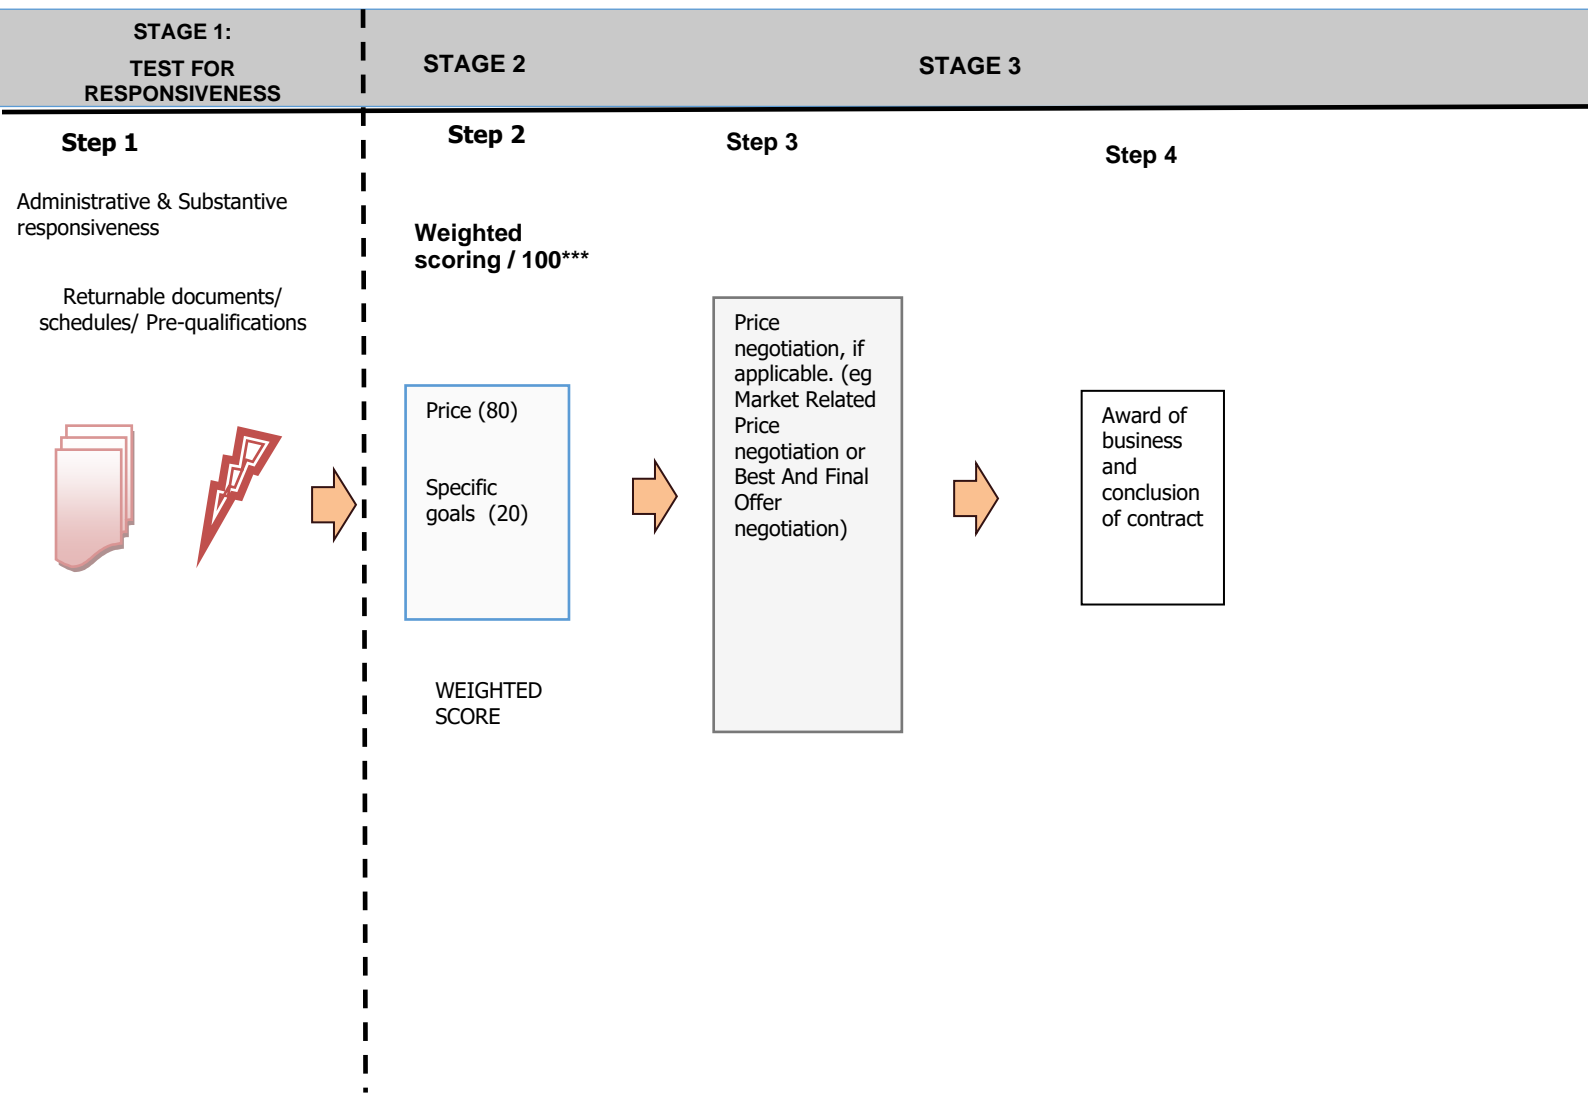 STAGE 1:
TEST FOR
RESPONSIVENESS
STAGE 2
STAGE 3
Step 1
Administrative & Substantive
responsiveness
Returnable documents/
schedules/ Pre-qualifications
Step 2
Weighted
scoring / 100***
Price (80)
Specific
goals (20)
WEIGHTED
SCORE
Step 3
Price
negotiation, if
applicable. (eg
Market Related
Price
negotiation or
Best And Final
Offer
negotiation)
Step 4
Award of
business
and
conclusion
of contract